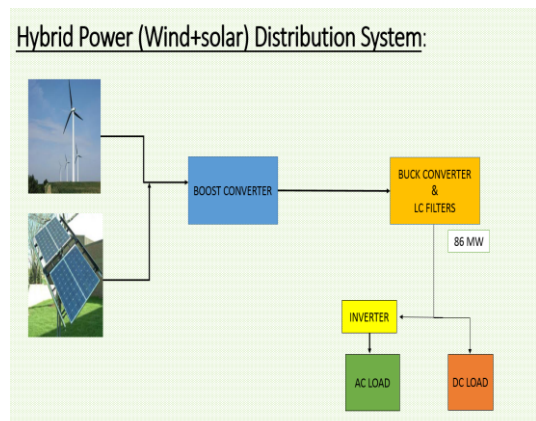 Hybrid Power (Wind+solar) Distribution System:
BOOST CONVERTER
BUCK CONVERTER
&
LC FILTERS
86 MW
INVERTER
AC LOAD
DC LOAD